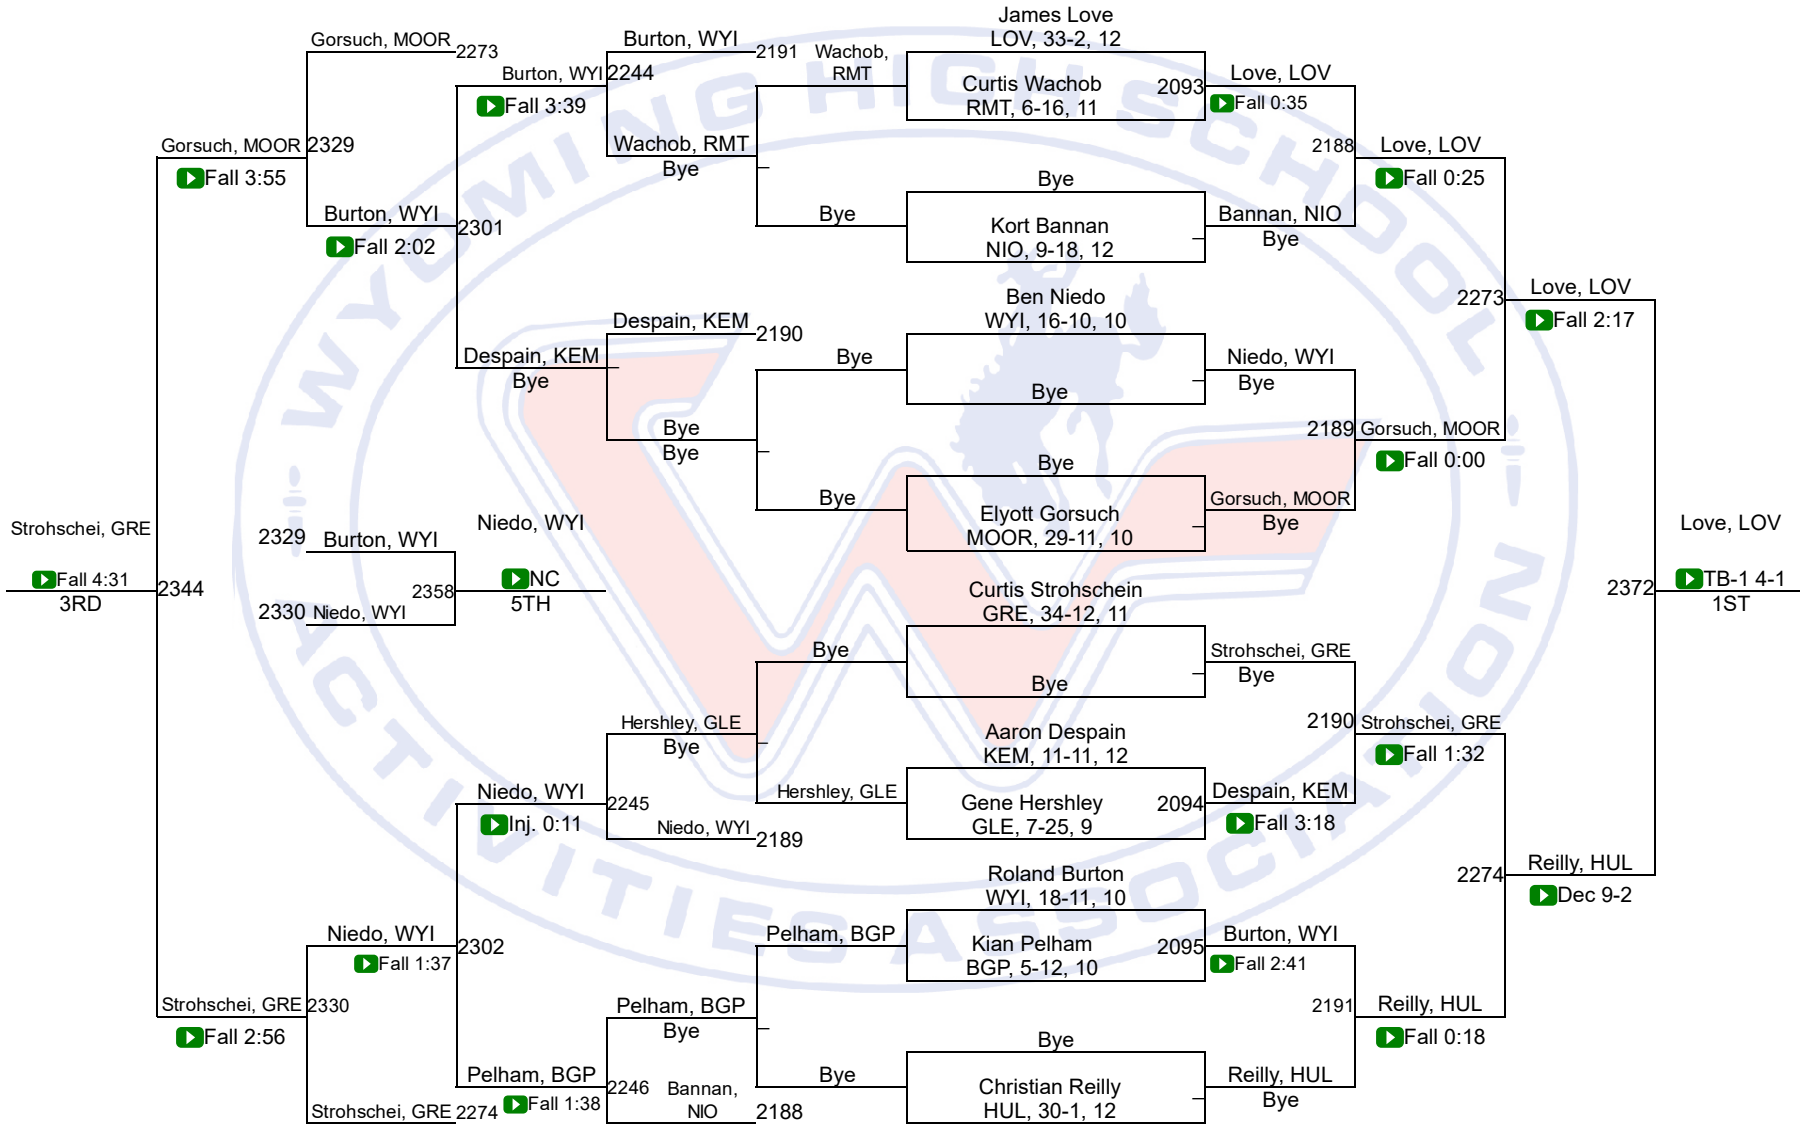 James Love
LOV, 33-2, 12
Curtis Wachob
RMT, 6-16, 11
2093
Love, LOV
Fall 0:35
Bye
Kort Bannan
NIO, 9-18, 12
Bannan, NIO
Bye
2188
Love, LOV
Fall 0:25
Ben Niedo
WYI, 16-10, 10
Bye
Niedo, WYI
Bye
Bye
Elyott Gorsuch
MOOR, 29-11, 10
Gorsuch, MOOR
Bye
2189
Gorsuch, MOOR
Fall 0:00
2273
Love, LOV
Fall 2:17
Curtis Strohschein
GRE, 34-12, 11
Bye
Strohschei, GRE
Bye
Aaron Despain
KEM, 11-11, 12
Gene Hershley
GLE, 7-25, 9
2094
Despain, KEM
Fall 3:18
2190
Strohschei, GRE
Fall 1:32
Roland Burton
WYI, 18-11, 10
Kian Pelham
BGP, 5-12, 10
2095
Burton, WYI
Fall 2:41
Bye
Christian Reilly
HUL, 30-1, 12
Reilly, HUL
Bye
2191
Reilly, HUL
Fall 0:18
2274
Reilly, HUL
Dec 9-2
2372
Love, LOV
TB-1 4-1
1ST
Wachob,
RMT
Bye
Bye
Bye
Bye
Hershley, GLE
Pelham, BGP
Bye
Burton, WYI
2191
Wachob, RMT
Bye
2244
Burton, WYI
Fall 3:39
Despain, KEM
2190
Bye
Bye
Despain, KEM
Bye
2301
Burton, WYI
Fall 2:02
Gorsuch, MOOR
2273
2329
Gorsuch, MOOR
Fall 3:55
Hershley, GLE
Bye
Niedo, WYI
2189
2245
Niedo, WYI
Inj. 0:11
Pelham, BGP
Bye
Bannan,
NIO
2188
2246
Pelham, BGP
Fall 1:38
2302
Niedo, WYI
Fall 1:37
Strohschei, GRE
2274
2330
Strohschei, GRE
Fall 2:56
2344
Strohschei, GRE
Fall 4:31
3RD
2329
Burton, WYI
2330
Niedo, WYI
2358
Niedo, WYI
NC
5TH
WYOMING HIGH SCHOOL
ACTIVITIES ASSOCIATION